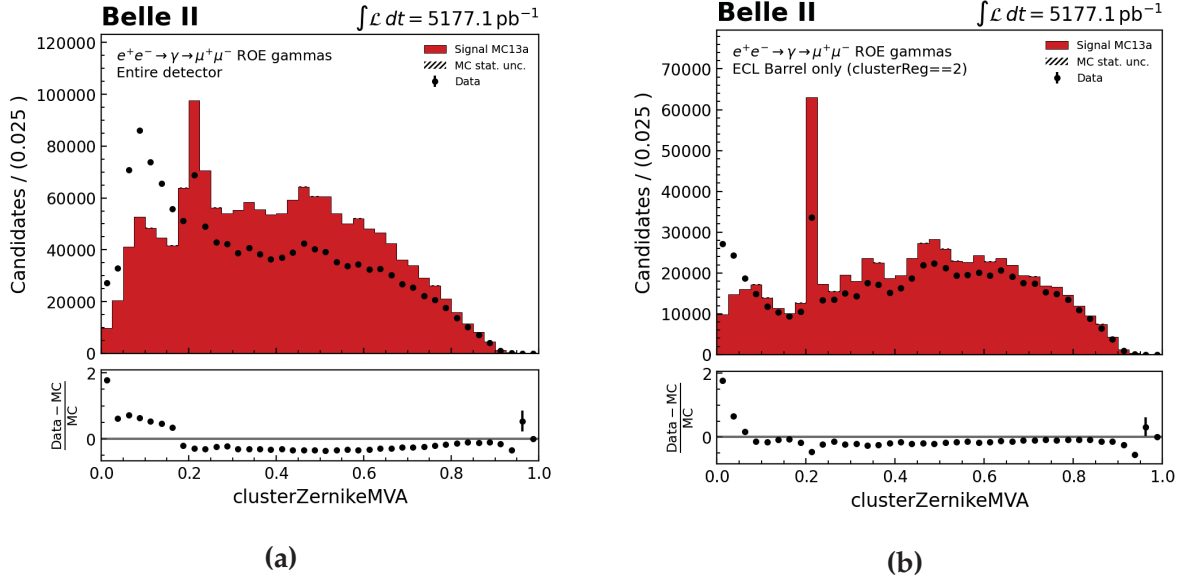 Belle II
∫ℒ dt = 5177.1 pb⁻¹
e⁺e⁻ → γ → μ⁺μ⁻ ROE gammas
Entire detector
Signal MC13a
MC stat. unc.
Data
Candidates / (0.025 )
120000
100000
80000
60000
40000
20000
0
Data − MC
MC
2
0
0.0 0.2 0.4 0.6 0.8 1.0
clusterZernikeMVA
(a)
Belle II
∫ℒ dt = 5177.1 pb⁻¹
e⁺e⁻ → γ → μ⁺μ⁻ ROE gammas
ECL Barrel only (clusterReg==2)
Signal MC13a
MC stat. unc.
Data
Candidates / (0.025 )
70000
60000
50000
40000
30000
20000
10000
0
Data − MC
MC
2
0
0.0 0.2 0.4 0.6 0.8 1.0
clusterZernikeMVA
(b)